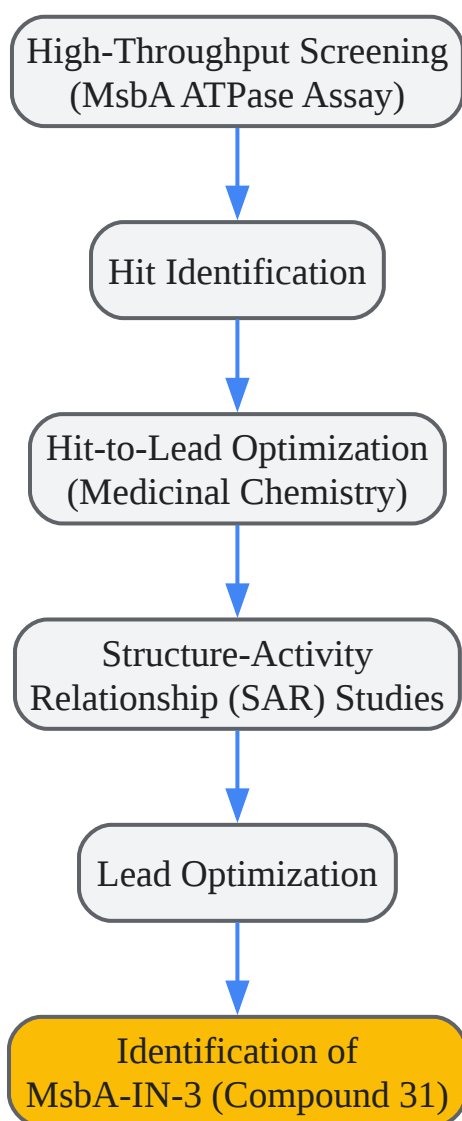 High-Throughput Screening
(MsbA ATPase Assay)
Hit Identification
Hit-to-Lead Optimization
(Medicinal Chemistry)
Structure-Activity
Relationship (SAR) Studies
Lead Optimization
Identification of
MsbA-IN-3 (Compound 31)